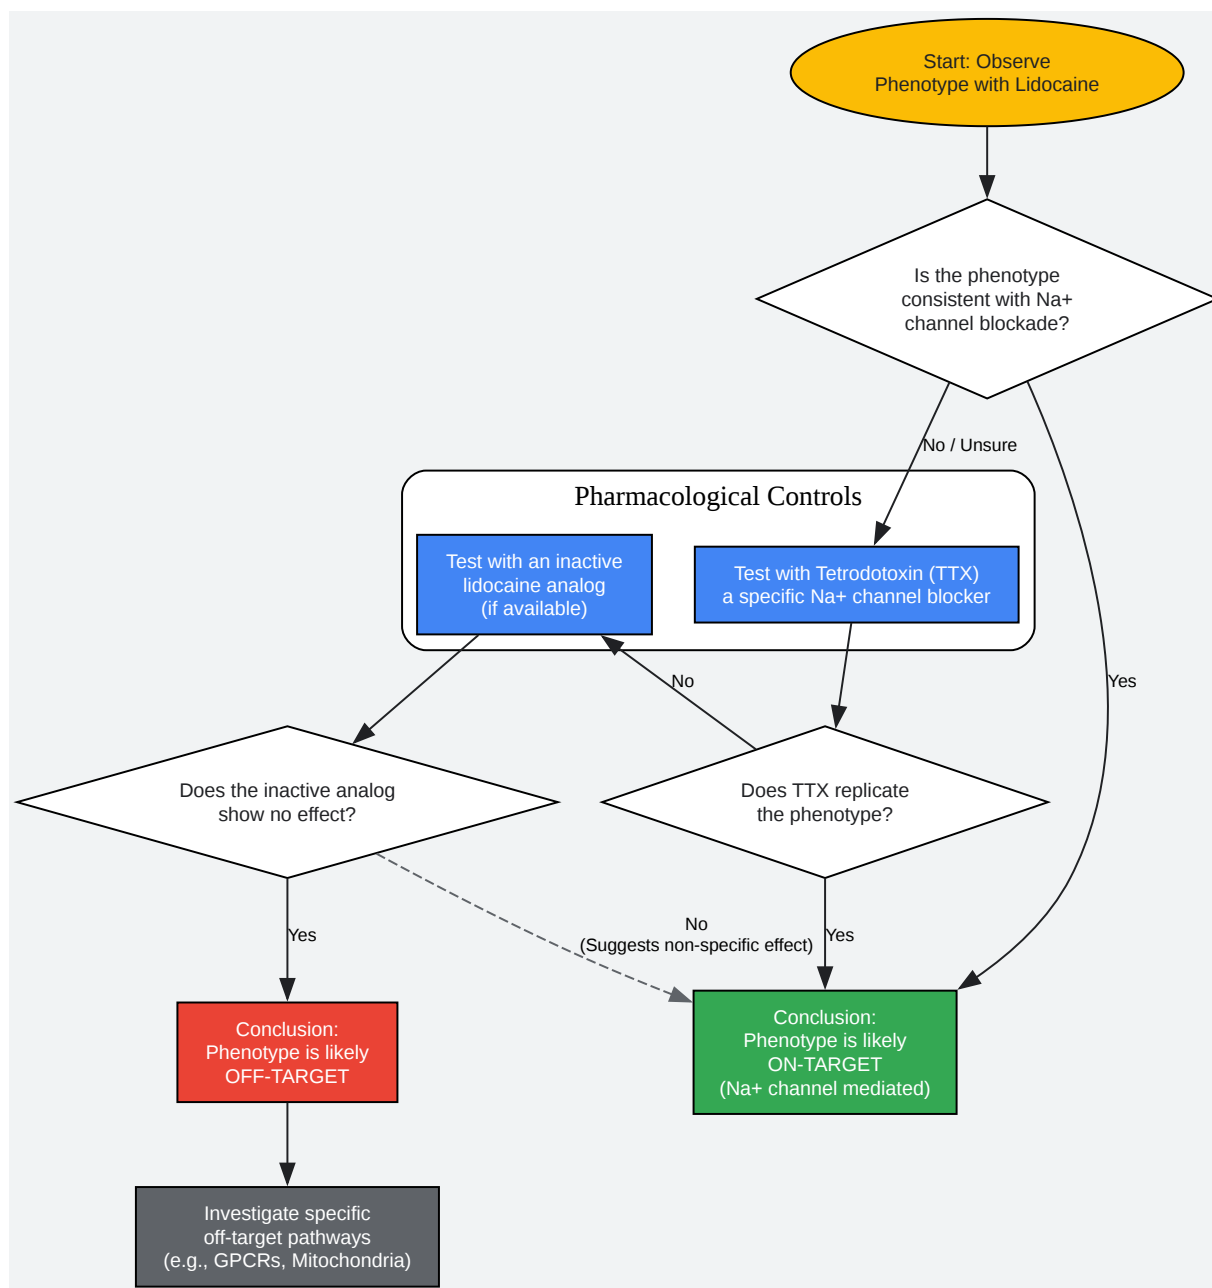 Start: Observe
Phenotype with Lidocaine
Is the phenotype
consistent with Na+
channel blockade?
No / Unsure
Yes
Pharmacological Controls
Test with an inactive
lidocaine analog
(if available)
Test with Tetrodotoxin (TTX)
a specific Na+ channel blocker
No
Does the inactive analog
show no effect?
Does TTX replicate
the phenotype?
Yes
No
(Suggests non-specific effect)
Yes
Conclusion:
Phenotype is likely
OFF-TARGET
Conclusion:
Phenotype is likely
ON-TARGET
(Na+ channel mediated)
Investigate specific
off-target pathways
(e.g., GPCRs, Mitochondria)